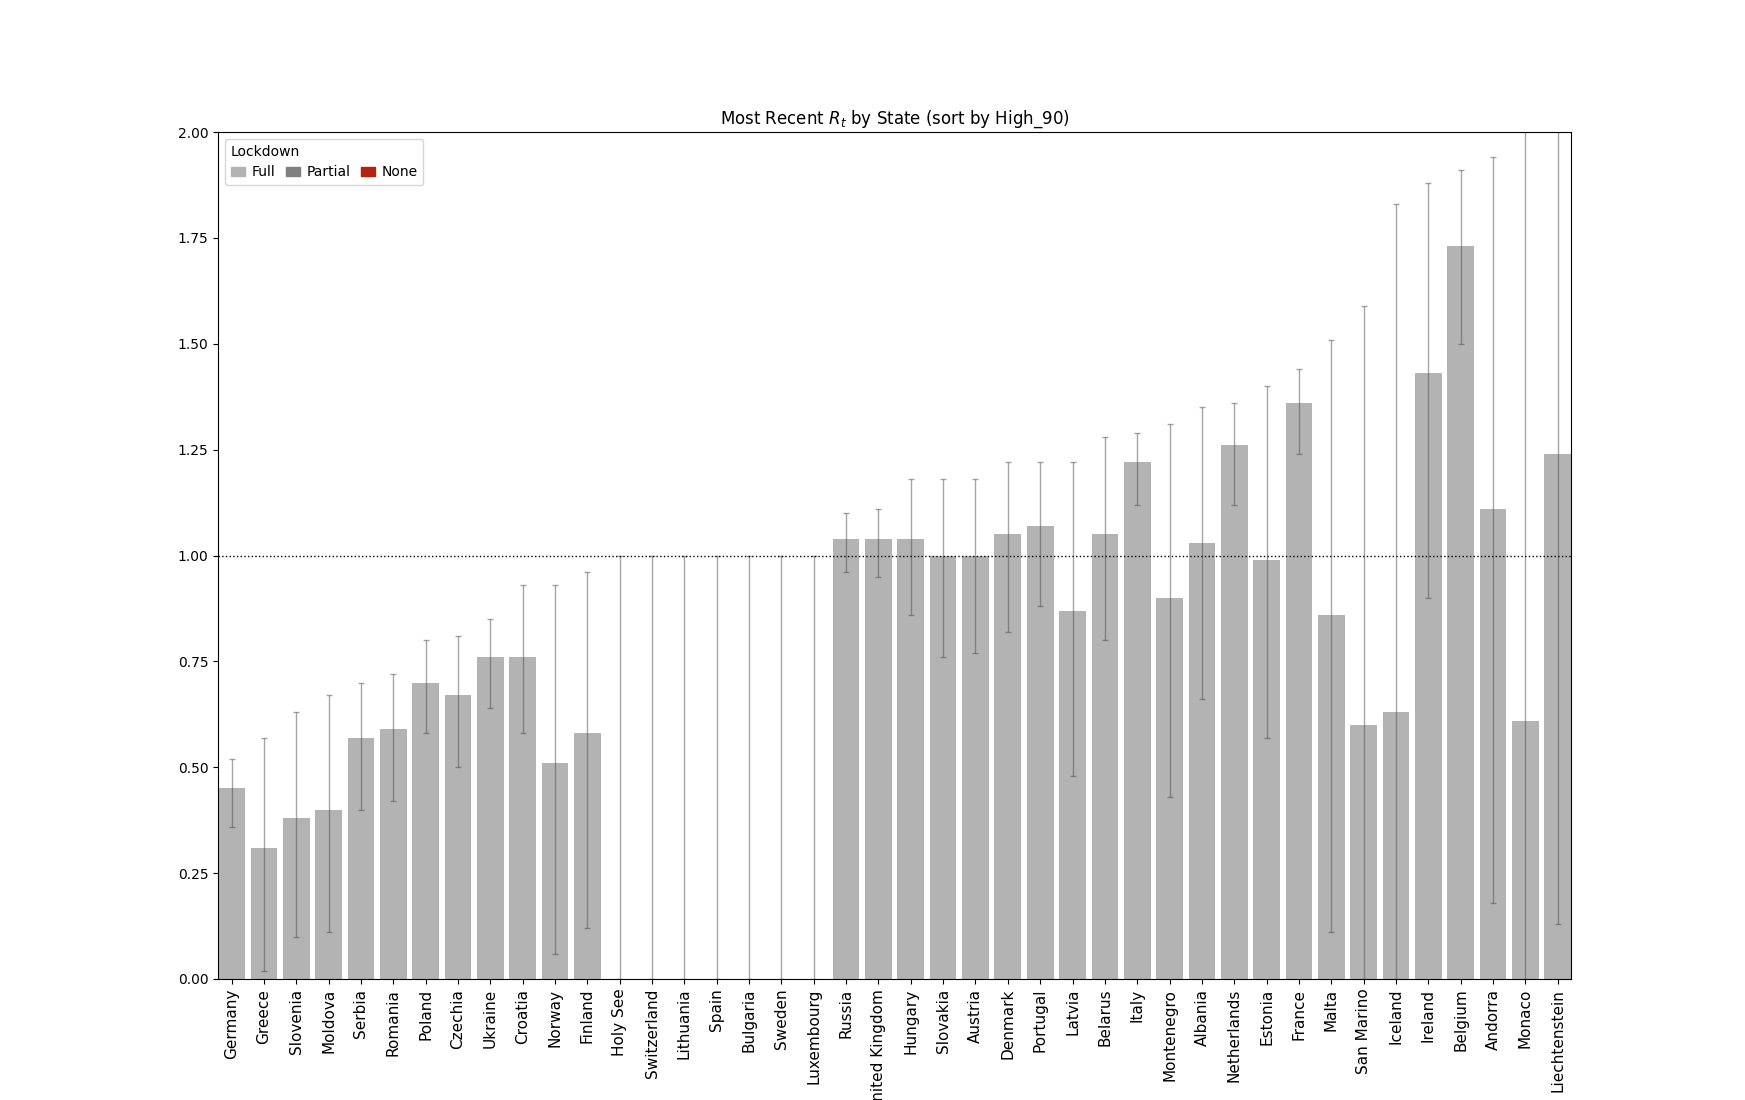 Most Recent R_t by State (sort by High_90)
Lockdown
Full Partial None
2.00
1.75
1.50
1.25
1.00
0.75
0.50
0.25
0.00
Germany
Greece
Slovenia
Moldova
Serbia
Romania
Poland
Czechia
Ukraine
Croatia
Norway
Finland
Holy See
Switzerland
Lithuania
Spain
Bulgaria
Sweden
Luxembourg
Russia
nited Kingdom
Hungary
Slovakia
Austria
Denmark
Portugal
Latvia
Belarus
Italy
Montenegro
Albania
Netherlands
Estonia
France
Malta
San Marino
Iceland
Ireland
Belgium
Andorra
Monaco
Liechtenstein